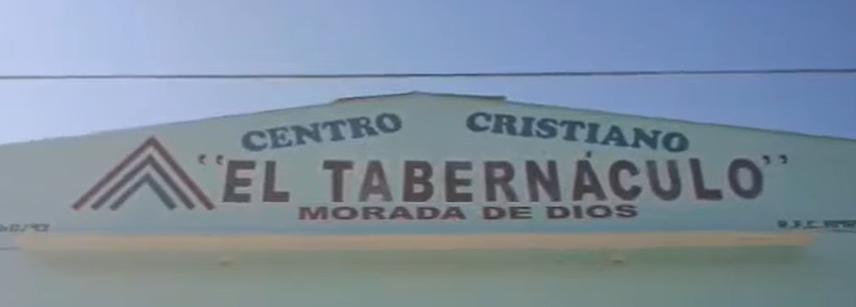 CENTRO CRISTIANO
"EL TABERNÁCULO"
MORADA DE DIOS